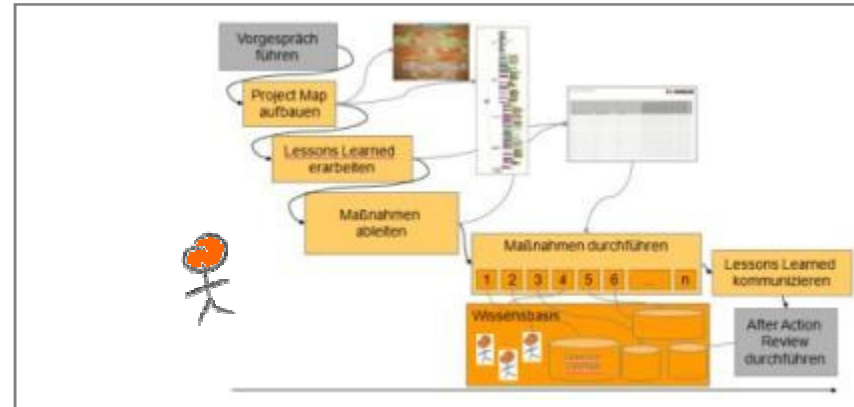 Vorgespräch
führen
Project Map
aufbauen
Lessons Learned
erarbeiten
Maßnahmen
ableiten
Maßnahmen durchführen
1 2 3 4 5 6 ... n
Lessons Learned
kommunizieren
Wissensbasis
After Action
Review
durchführen